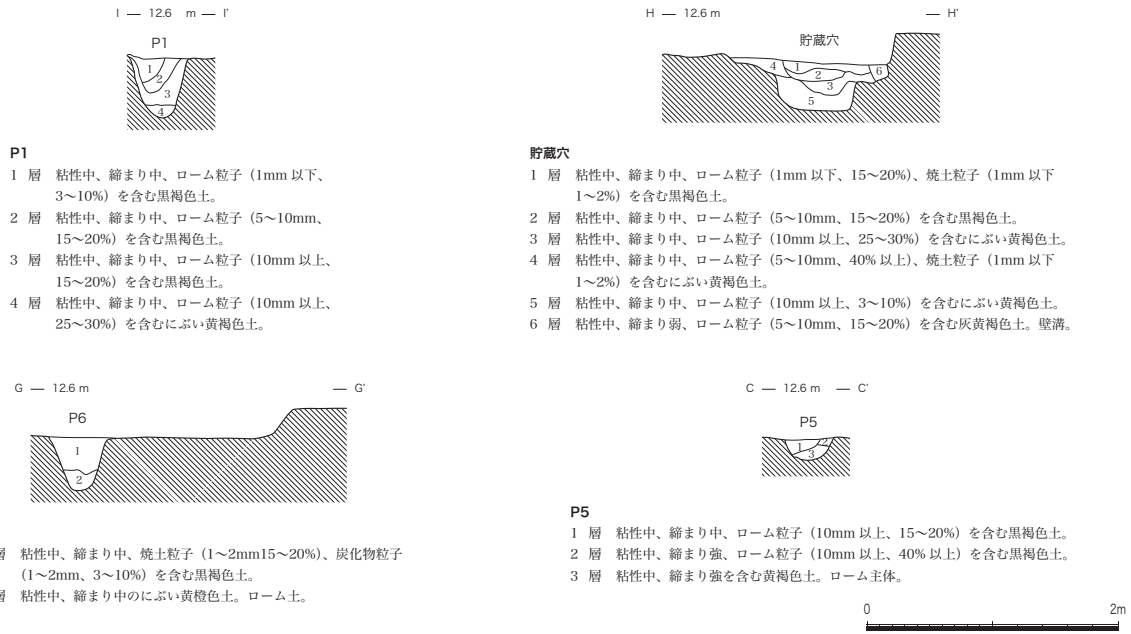 I — 12.6 m — I’
P1
1
2
3
4
P1
1 層 粘性中、締まり中、ローム粒子（1mm 以下、
3～10%）を含む黒褐色土。
2 層 粘性中、締まり中、ローム粒子（5～10mm、
15～20%）を含む黒褐色土。
3 層 粘性中、締まり中、ローム粒子（10mm 以上、
15～20%）を含む黒褐色土。
4 層 粘性中、締まり中、ローム粒子（10mm 以上、
25～30%）を含むにぶい黄褐色土。
H — 12.6 m — H’
貯蔵穴
4 1 2 6
3
5
貯蔵穴
1 層 粘性中、締まり中、ローム粒子（1mm 以下、15～20%）、焼土粒子（1mm 以下
1～2%）を含む黒褐色土。
2 層 粘性中、締まり中、ローム粒子（5～10mm、15～20%）を含む黒褐色土。
3 層 粘性中、締まり中、ローム粒子（10mm 以上、25～30%）を含むにぶい黄褐色土。
4 層 粘性中、締まり中、ローム粒子（5～10mm、40% 以上）、焼土粒子（1mm 以下
1～2%）を含むにぶい黄褐色土。
5 層 粘性中、締まり中、ローム粒子（10mm 以上、3～10%）を含むにぶい黄褐色土。
6 層 粘性中、締まり弱、ローム粒子（5～10mm、15～20%）を含む灰黄褐色土。壁溝。
G — 12.6 m — G’
P6
1
2
層 粘性中、締まり中、焼土粒子（1～2mm15～20%）、炭化物粒子
（1～2mm、3～10%）を含む黒褐色土。
層 粘性中、締まり中のにぶい黄橙色土。ローム土。
C — 12.6 m — C’
P5
1 2
3
P5
1 層 粘性中、締まり中、ローム粒子（10mm 以上、15～20%）を含む黒褐色土。
2 層 粘性中、締まり強、ローム粒子（10mm 以上、40% 以上）を含む黒褐色土。
3 層 粘性中、締まり強を含む黄褐色土。ローム主体。
0 2m